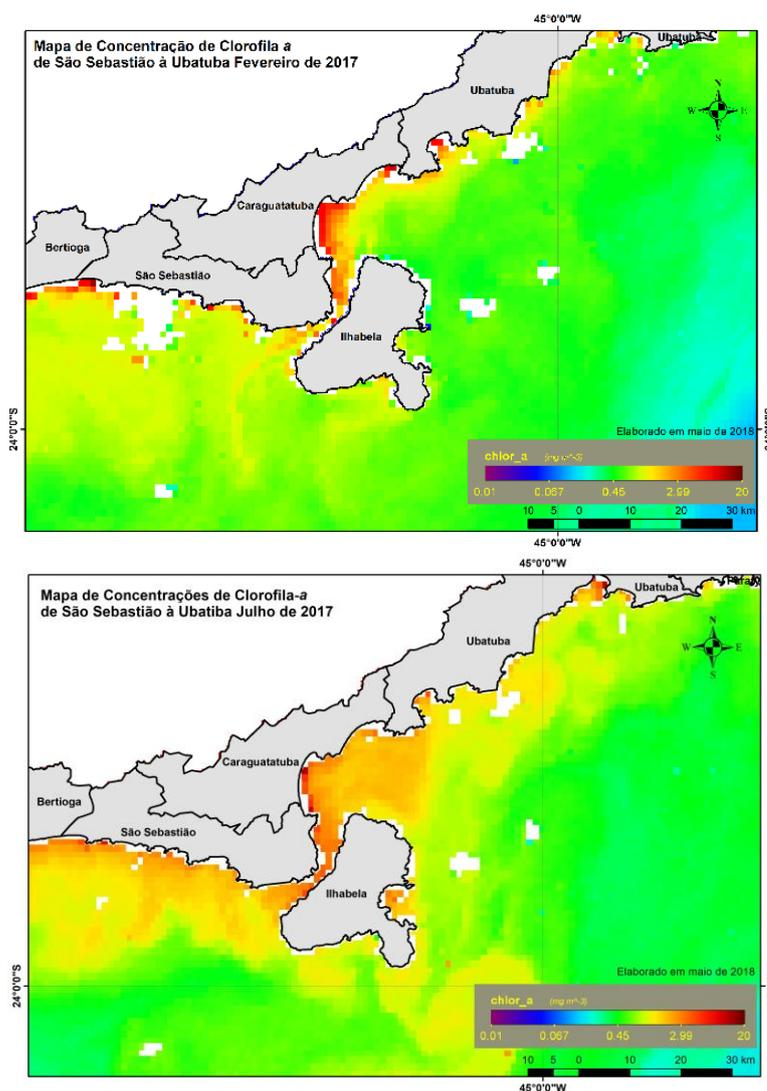 45°0'0"W
Mapa de Concentração de Clorofila a
de São Sebastião à Ubatuba Fevereiro de 2017
Ubatuba
Ubatuba
N
W E
S
Caraguatatuba
Bertioga
São Sebastião
Ilhabela
24°0'0"S
Elaborado em maio de 2018
chlor_a (mg m^-3)
0.01 0.067 0.45 2.99 20
10 5 0 10 20 30 km
45°0'0"W
45°0'0"W
Mapa de Concentrações de Clorofila-a
de São Sebastião à Ubatiba Julho de 2017
Ubatuba
Ubatuba
N
W E
S
Caraguatatuba
Bertioga
São Sebastião
Ilhabela
24°0'0"S
Elaborado em maio de 2018
chlor_a (mg m^-3)
0.01 0.067 0.45 2.99 20
10 5 0 10 20 30 km
45°0'0"W